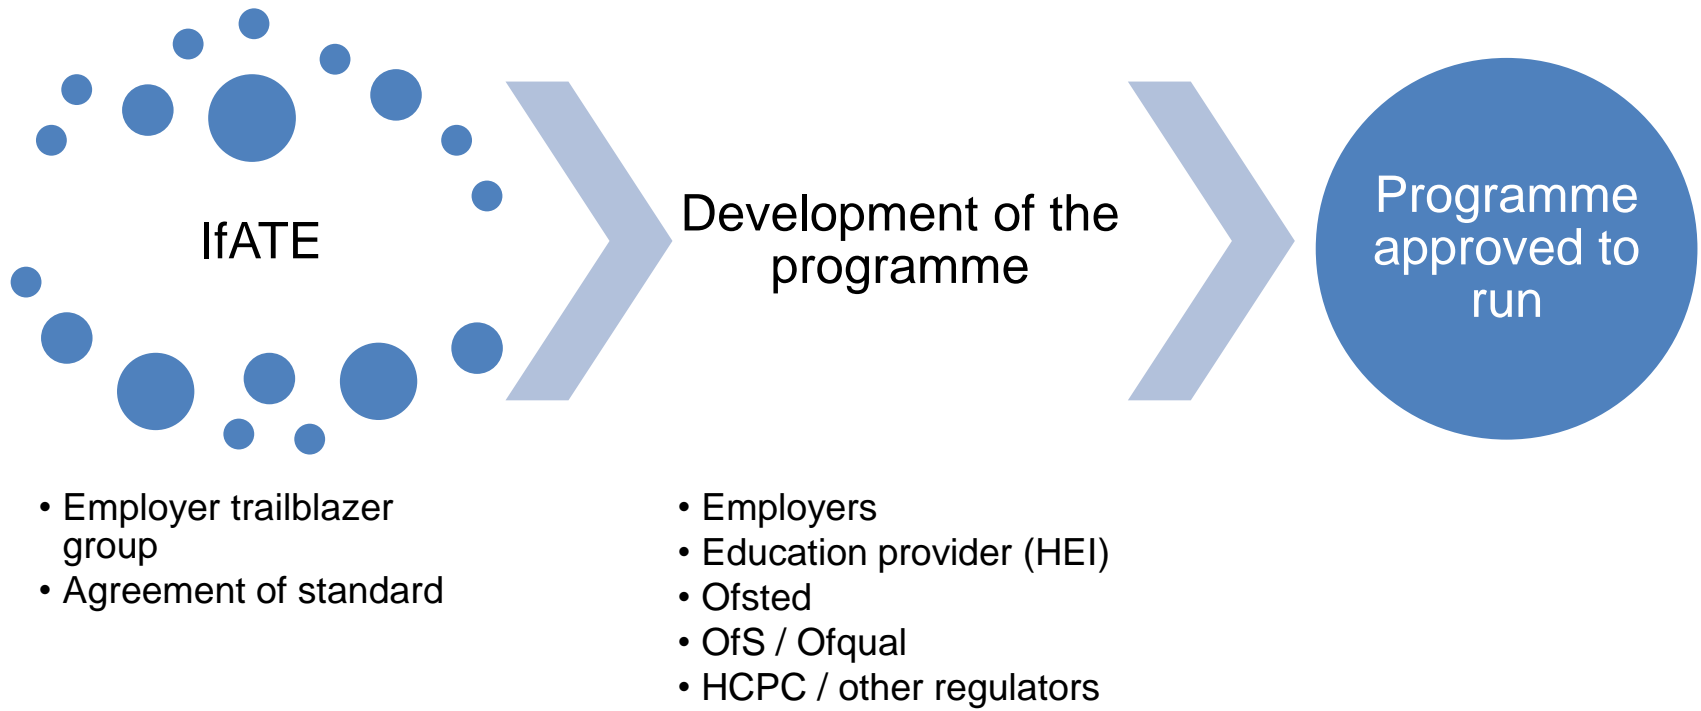 IfATE
Development of the
programme
Programme
approved to
run
• Employer trailblazer
group
• Agreement of standard
• Employers
• Education provider (HEI)
• Ofsted
• OfS / Ofqual
• HCPC / other regulators